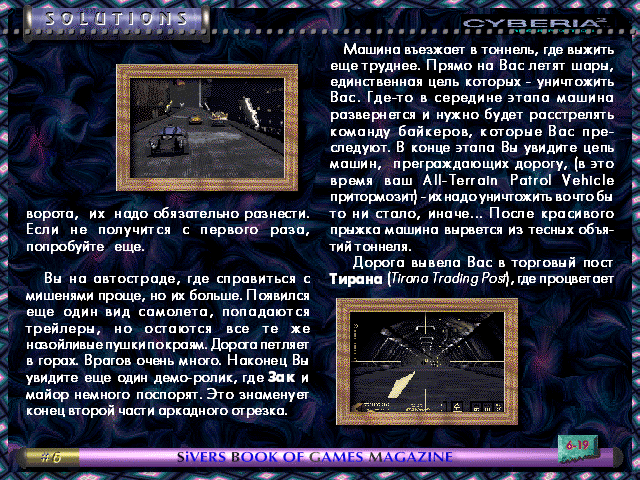 SOLUTIONS
CYBERIA 2
ворота, их надо обязательно разнести.
Если не получится с первого раза,
попробуйте еще.
Вы на автостраде, где справиться с
мишенями проще, но их больше. Появился
еще один вид самолета, попадаются
трейлеры, но остаются все те же
назойливые пушки по краям. Дорога петляет
в горах. Врагов очень много. Наконец Вы
увидите еще один демо-ролик, где Зак и
майор немного поспорят. Это знаменует
конец второй части аркадного отрезка.
Машина въезжает в тоннель, где выжить
еще труднее. Прямо на Вас летят шары,
единственная цель которых - уничтожить
Вас. Где-то в середине этапа машина
развернется и нужно будет расстрелять
команду байкеров, которые Вас пре-
следуют. В конце этапа Вы увидите цепь
машин, преграждающих дорогу, (в это
время ваш All-Terrain Patrol Vehicle
притормозит) - их надо уничтожить во что бы
то ни стало, иначе... После красивого
прыжка машина вырвется из тесных объя-
тий тоннеля.
Дорога вывела Вас в торговый пост
Тирана (Tirana Trading Post), где процветает
#6
SiVERS BOOK OF GAMES MAGAZINE
6-19